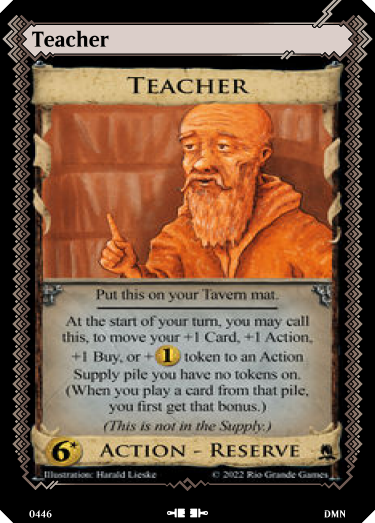 Teacher
TEACHER
Put this on your Tavern mat.
At the start of your turn, you may call
this, to move your +1 Card, +1 Action,
+1 Buy, or +1 token to an Action
Supply pile you have no tokens on.
(When you play a card from that pile,
you first get that bonus.)
(This is not in the Supply.)
6* ACTION - RESERVE
Illustration: Harald Lieske © 2022 Rio Grande Games
0446 DMN